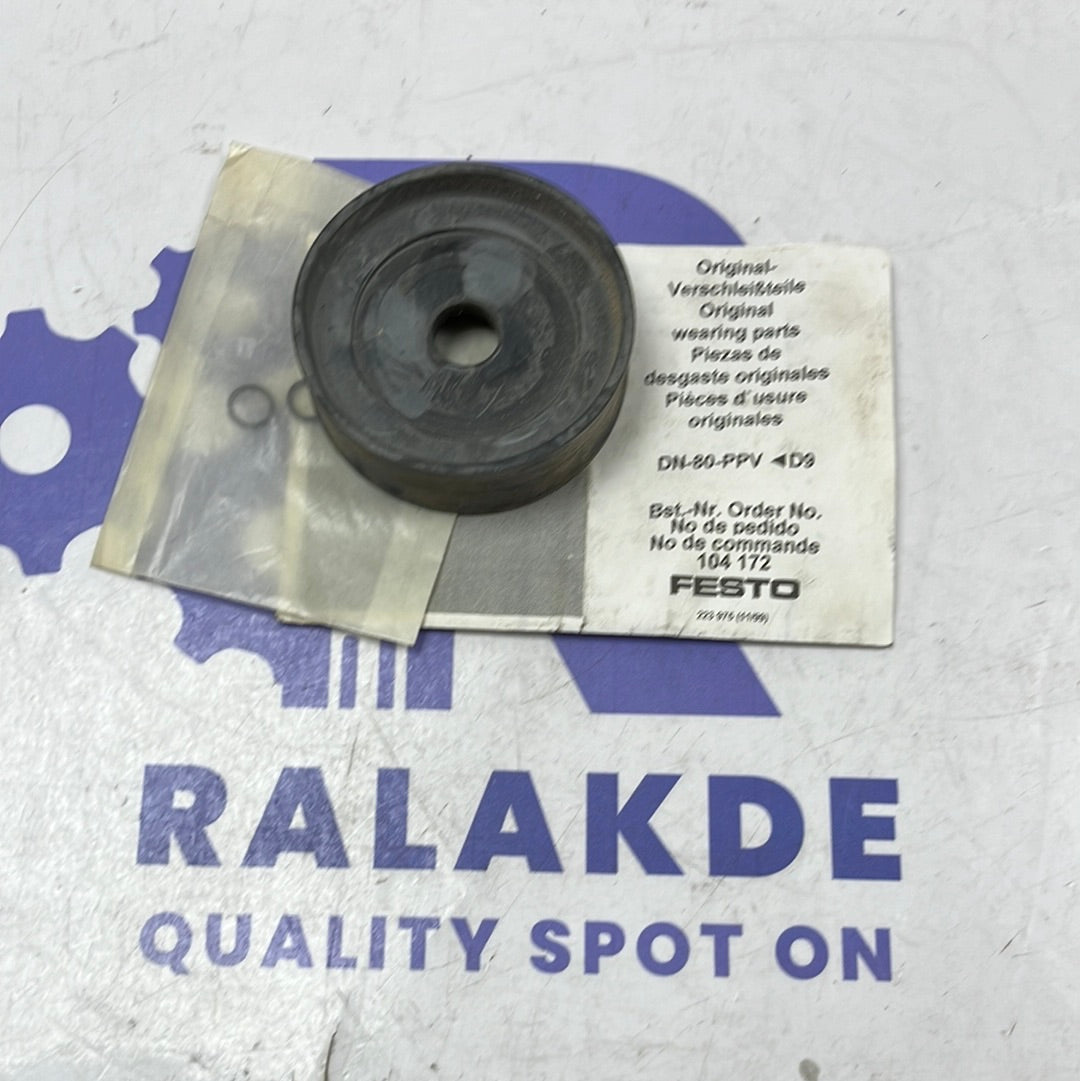 Original-
Verschleißteile
Original
wearing parts
Piezas de
desgaste originales
Pièces d'usure
originales
DN-80-PPV ◄D9
Bst.-Nr. Order No.
No de pedido
No de commande
104 172
FESTO
RALAKDE
QUALITY SPOT ON